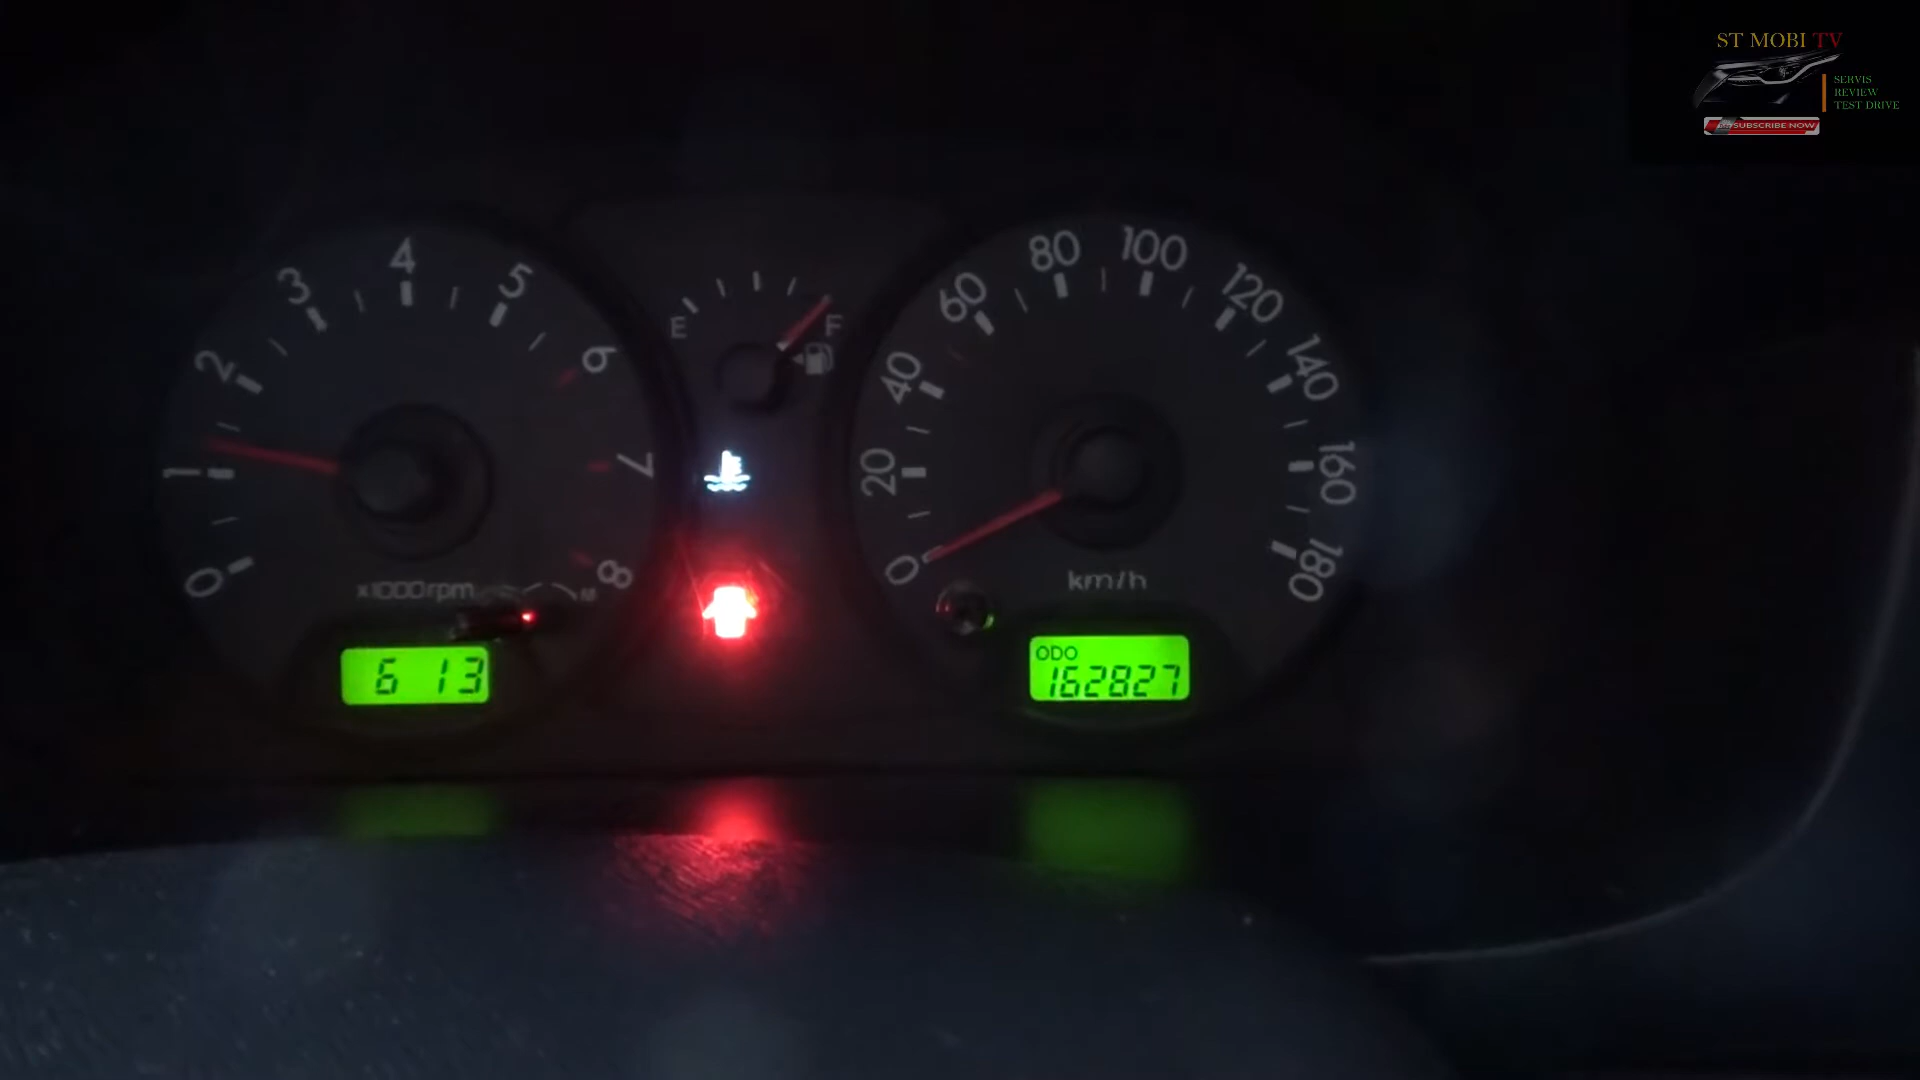 ST MOBI TV
SERVIS
REVIEW
TEST DRIVE
SUBSCRIBE NOW
0 1 2 3 4 5 6 7 8
x1000rpm
M
6 13
E F
0 20 40 60 80 100 120 140 160 180
km/h
ODO
162827